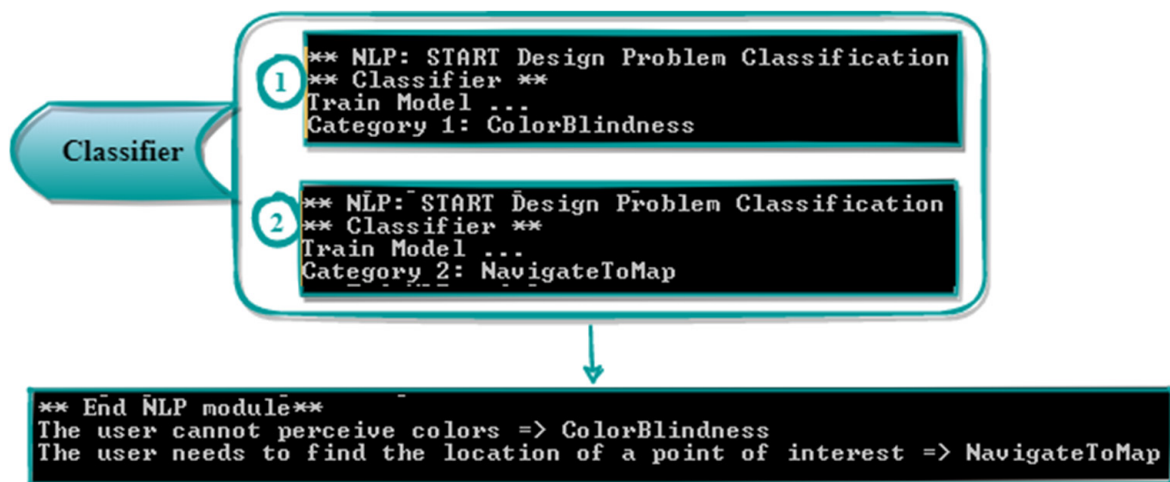 Classifier
1
** NLP: START Design Problem Classification
** Classifier **
Train Model ...
Category 1: ColorBlindness
2
** NLP: START Design Problem Classification
** Classifier **
Train Model ...
Category 2: NavigateToMap
** End NLP module**
The user cannot perceive colors => ColorBlindness
The user needs to find the location of a point of interest => NavigateToMap